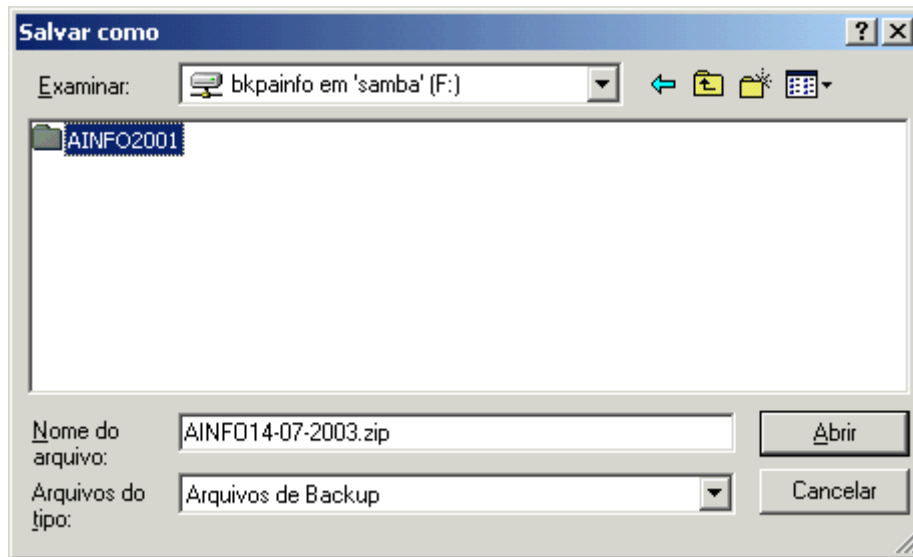 Salvar como
Examinar:
bkpainfo em 'samba' (F:)
AINFO2001
Nome do
arquivo:
AINFO14-07-2003.zip
Abrir
Arquivos do
tipo:
Arquivos de Backup
Cancelar